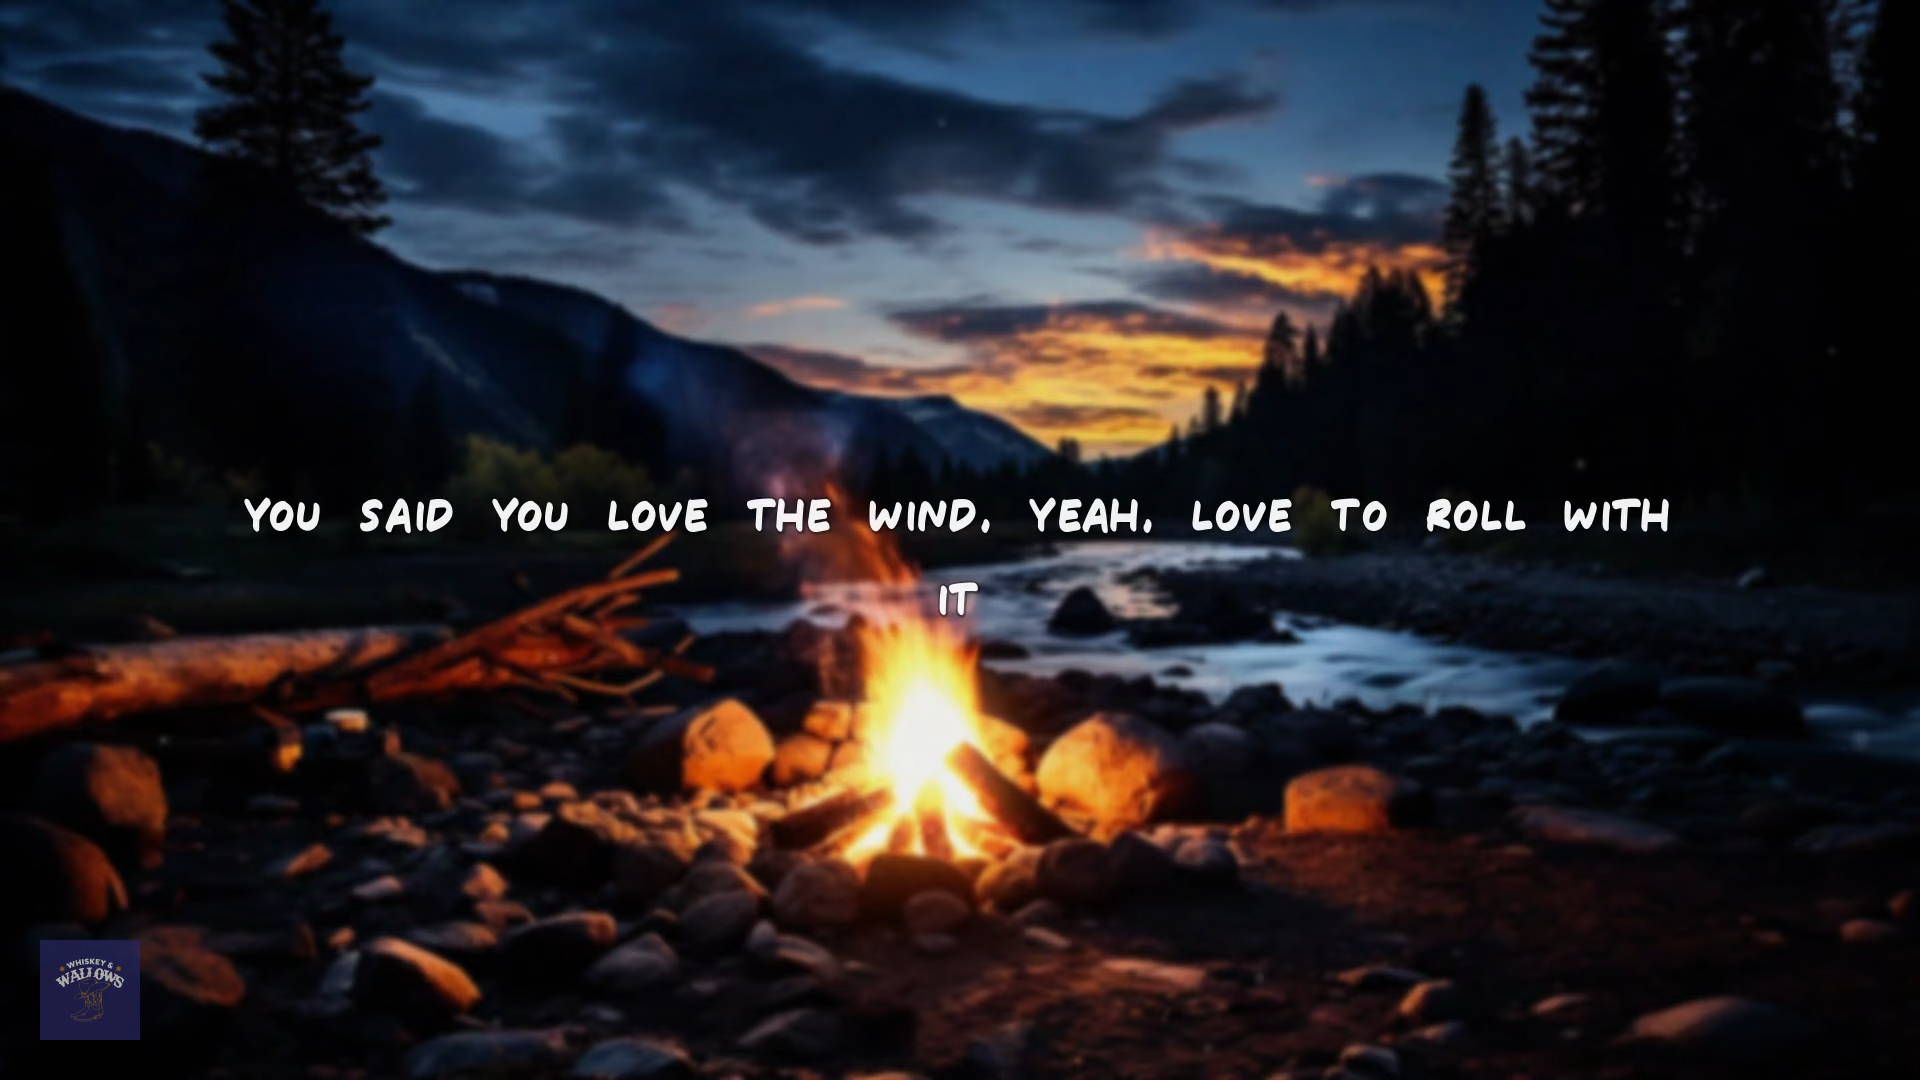 YOU SAID YOU LOVE THE WIND, YEAH, LOVE TO ROLL WITH
IT
WHISKEY &
WALLOWS